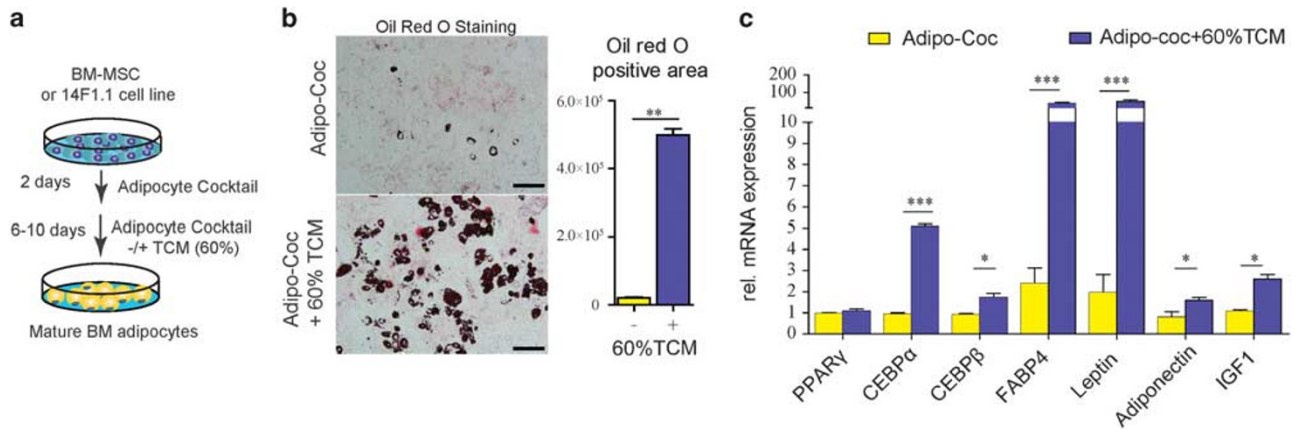 a
BM-MSC
or 14F1.1 cell line
2 days
Adipocyte Cocktail
6-10 days
Adipocyte Cocktail
-/+ TCM (60%)
Mature BM adipocytes
b
Oil Red O Staining
Adipo-Coc
Adipo-Coc
+ 60% TCM
Oil red O
positive area
6.0×10⁵
4.0×10⁵
2.0×10⁵
0
**
- +
60%TCM
c
Adipo-Coc
Adipo-coc+60%TCM
rel. mRNA expression
200
100
10
9
8
7
6
5
4
3
2
1
0
***
*
***
***
*
*
PPARγ
CEBPα
CEBPβ
FABP4
Leptin
Adiponectin
IGF1